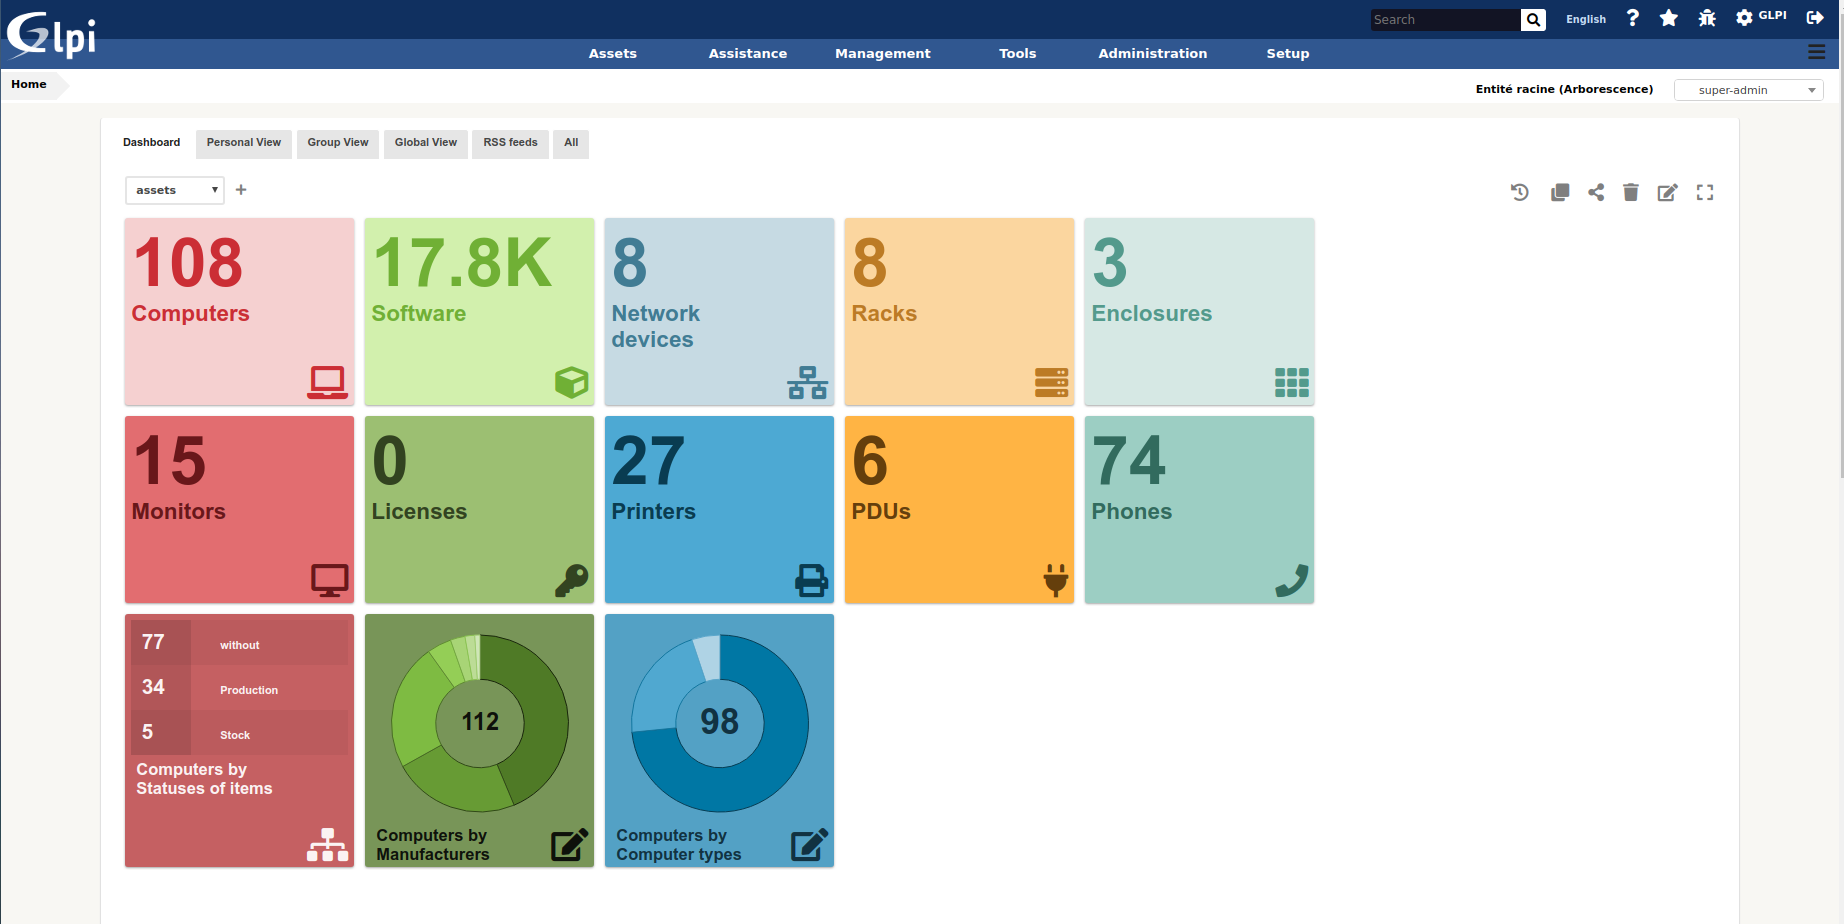 Glpi
Search
English
?
GLPI
Assets Assistance Management Tools Administration Setup
Home
Entité racine (Arborescence)
super-admin
Dashboard Personal View Group View Global View RSS feeds All
assets
+
108
Computers
17.8K
Software
8
Network
devices
8
Racks
3
Enclosures
15
Monitors
0
Licenses
27
Printers
6
PDUs
74
Phones
77 without
34 Production
5 Stock
Computers by
Statuses of items
112
Computers by
Manufacturers
98
Computers by
Computer types